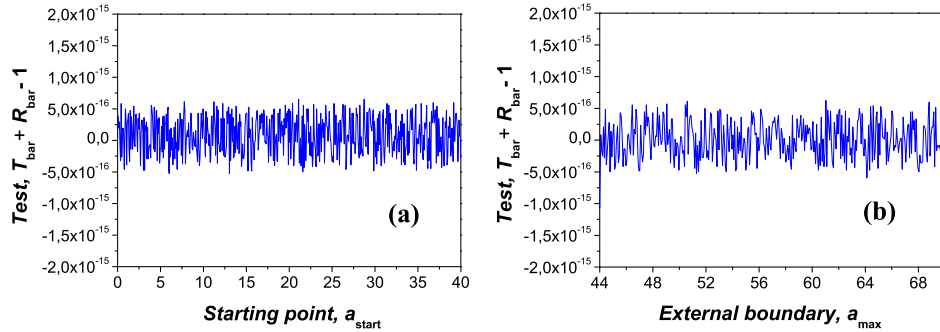 2,0x10⁻¹⁵
1,5x10⁻¹⁵
1,0x10⁻¹⁵
5,0x10⁻¹⁶
0,0
-5,0x10⁻¹⁶
-1,0x10⁻¹⁵
-1,5x10⁻¹⁵
-2,0x10⁻¹⁵
Test, T_bar + R_bar - 1
(a)
0 5 10 15 20 25 30 35 40
Starting point, a_start
2,0x10⁻¹⁵
1,5x10⁻¹⁵
1,0x10⁻¹⁵
5,0x10⁻¹⁶
0,0
-5,0x10⁻¹⁶
-1,0x10⁻¹⁵
-1,5x10⁻¹⁵
-2,0x10⁻¹⁵
Test, T_bar + R_bar - 1
(b)
44 48 52 56 60 64 68
External boundary, a_max